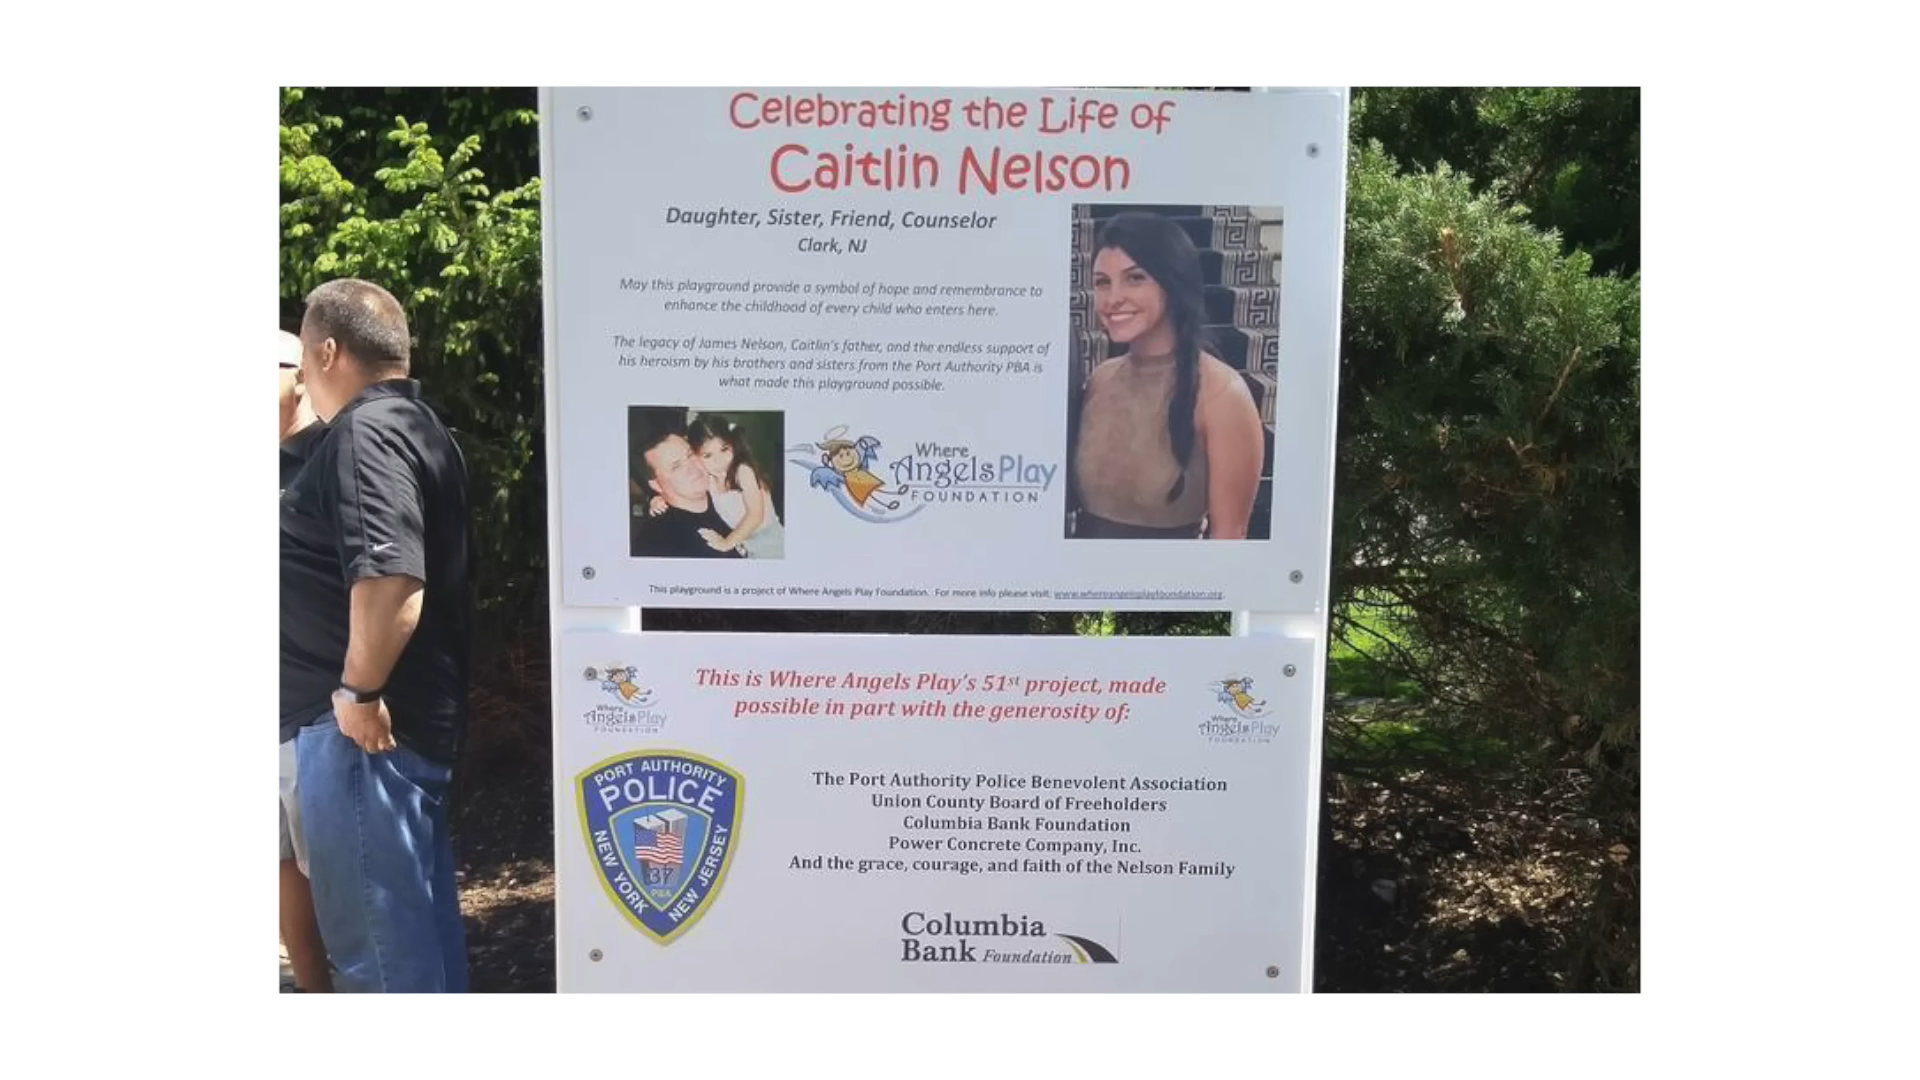 Celebrating the Life of
Caitlin Nelson
Daughter, Sister, Friend, Counselor
Clark, NJ
May this playground provide a symbol of hope and remembrance to
enhance the childhood of every child who enters here.
The legacy of James Nelson, Caitlin's father, and the endless support of
his heroism by his brothers and sisters from the Port Authority PBA is
what made this playground possible.
Where
Angels Play
FOUNDATION
This playground is a project of Where Angels Play Foundation. For more info please visit: www.whereangelsplayfoundation.org.
Where
Angels Play
FOUNDATION
This is Where Angels Play's 51st project, made
possible in part with the generosity of:
Where
Angels Play
FOUNDATION
PORT AUTHORITY
POLICE
NEW YORK
NEW JERSEY
37
PBA
The Port Authority Police Benevolent Association
Union County Board of Freeholders
Columbia Bank Foundation
Power Concrete Company, Inc.
And the grace, courage, and faith of the Nelson Family
Columbia
Bank Foundation